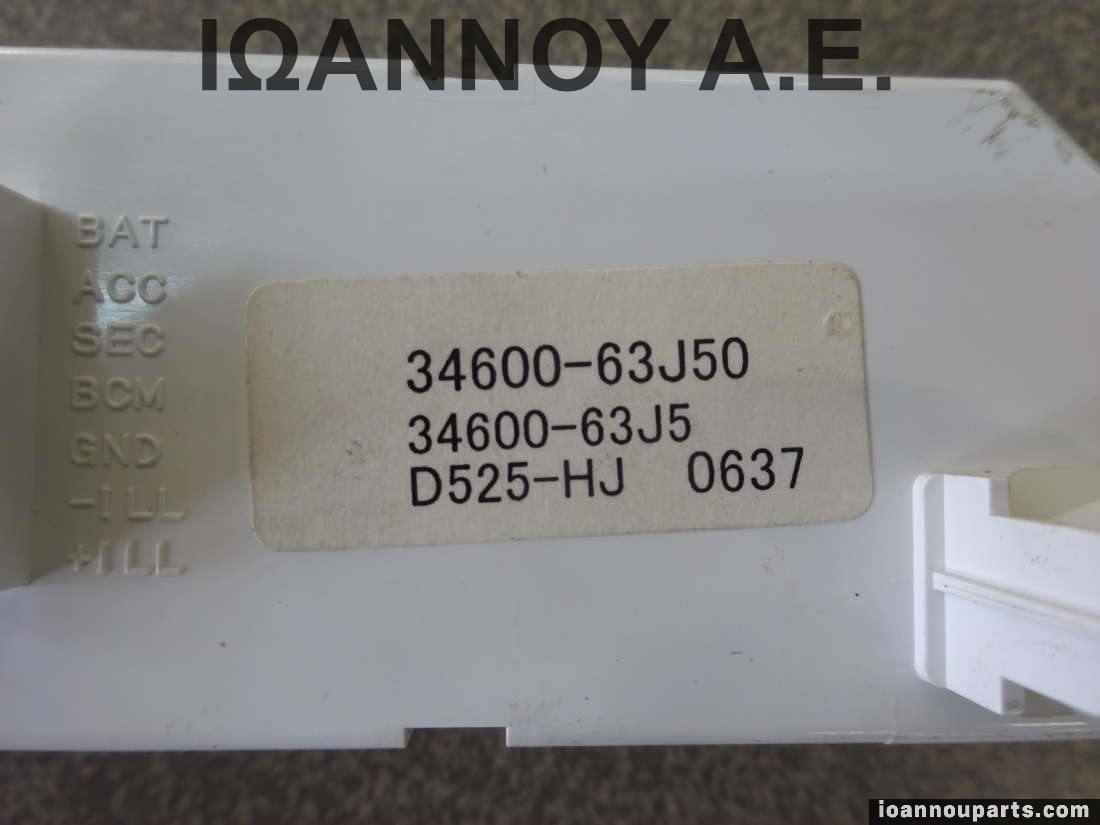 ΙΩΑΝΝΟΥ Α.Ε.
BAT
ACC
SEC
BCM
GND
-ILL
+ILL
34600-63J50
34600-63J5
D525-HJ 0637
ioannouparts.com